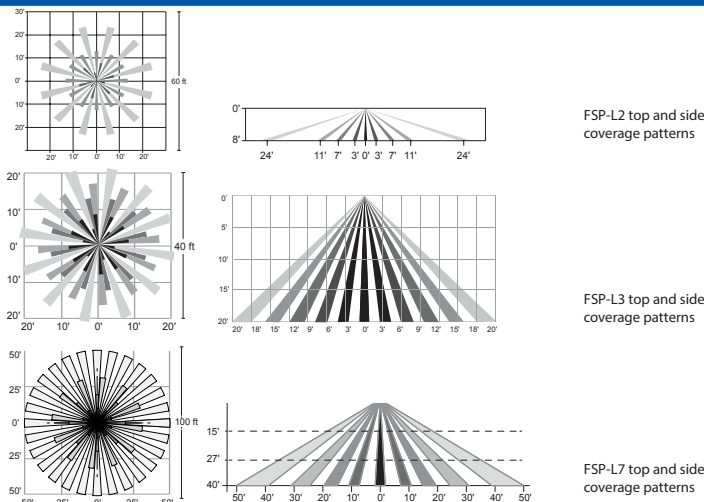 30'
20'
10'
0'
10'
20'
20' 10' 0' 10' 20'
60 ft
0'
8'
24' 11' 7' 3' 0' 3' 7' 11' 24'
FSP-L2 top and side
coverage patterns
20'
10'
0'
10'
20'
20' 10' 0' 10' 20'
40 ft
0'
5'
10'
15'
20'
20' 18' 15' 12' 9' 6' 3' 0' 3' 6' 9' 12' 15' 18' 20'
FSP-L3 top and side
coverage patterns
50'
25'
0'
25'
50'
50' 25' 0' 25' 50'
100 ft
15'
27'
40'
50' 40' 30' 20' 10' 0' 10' 20' 30' 40' 50'
FSP-L7 top and side
coverage patterns